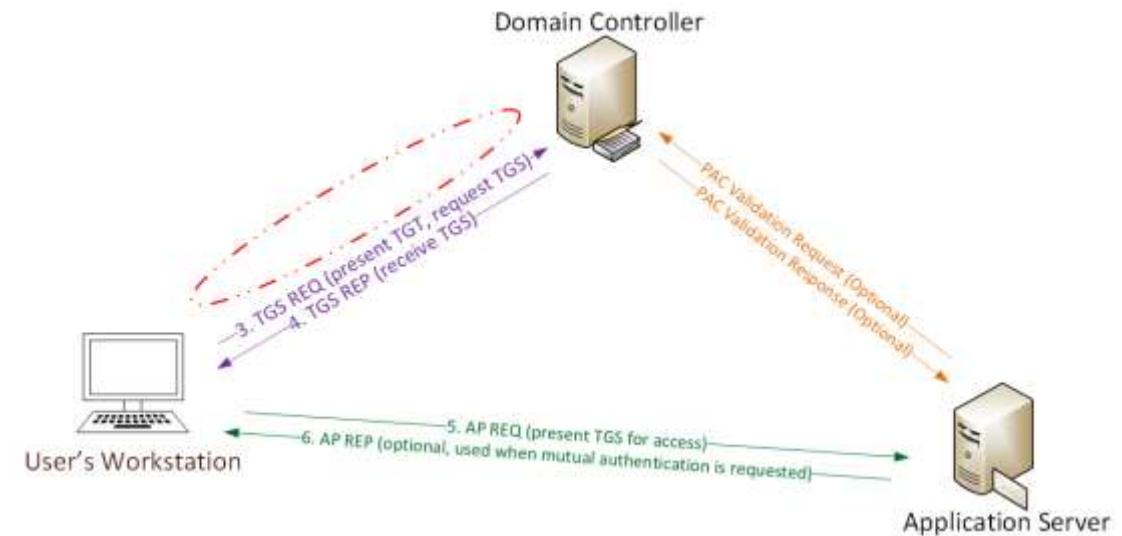 Domain Controller
3. TGS REQ (present TGT, request TGS)
4. TGS REP (receive TGS)
PAC Validation Request (Optional)
PAC Validation Response (Optional)
5. AP REQ (present TGS for access)
6. AP REP (optional, used when mutual authentication is requested)
User's Workstation
Application Server